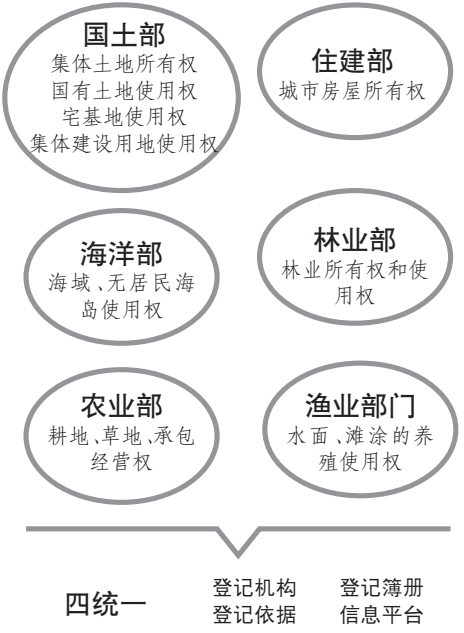 国土部
集体土地所有权
国有土地使用权
宅基地使用权
集体建设用地使用权
住建部
城市房屋所有权
海洋部
海域、无居民海
岛使用权
林业部
林业所有权和使
用权
农业部
耕地、草地、承包
经营权
渔业部门
水面、滩涂的养
殖使用权
四统一
登记机构
登记依据
登记簿册
信息平台